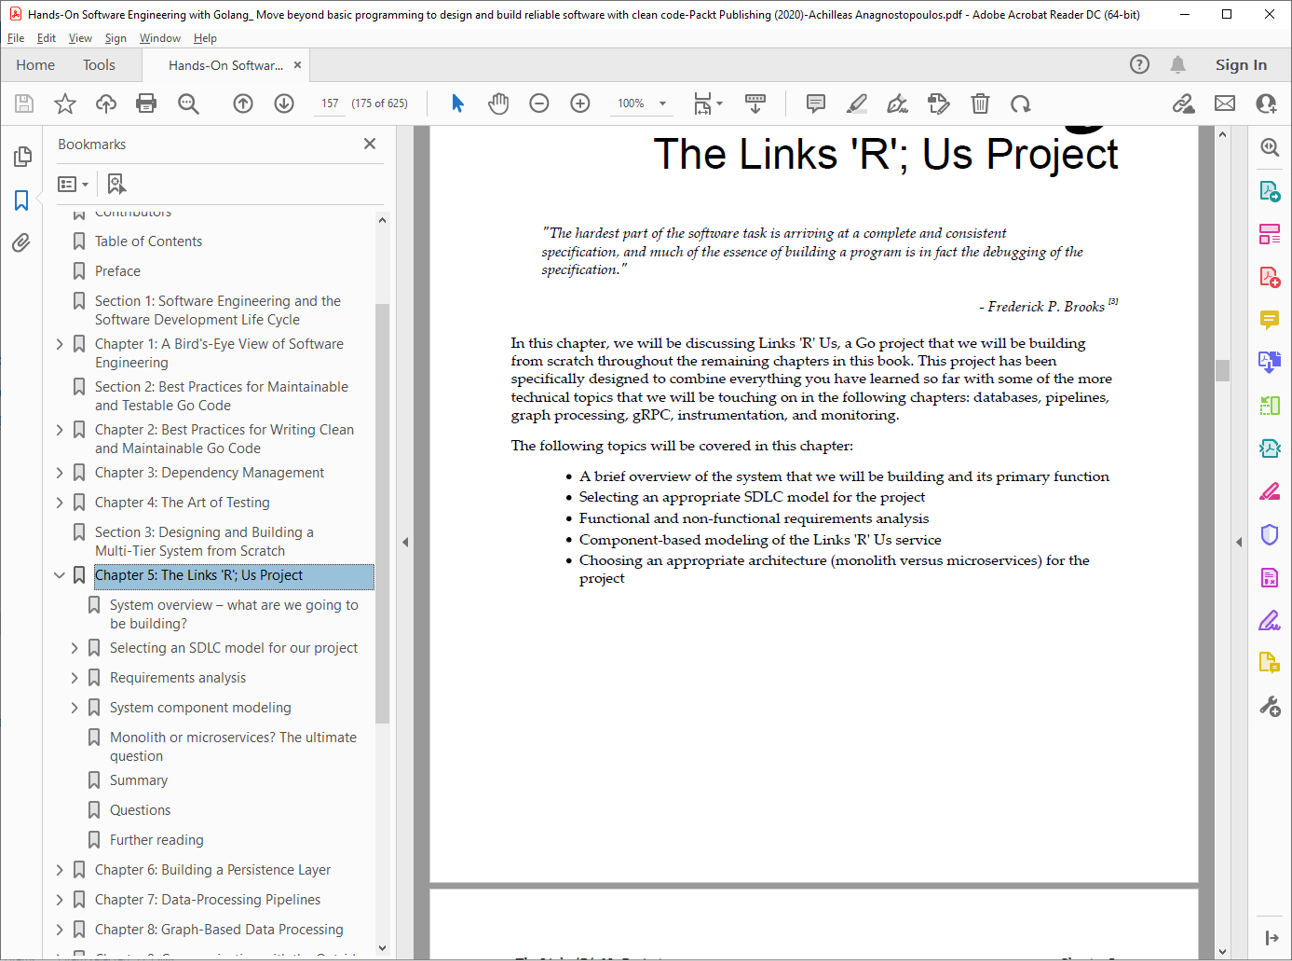 Hands-On Software Engineering with Golang_ Move beyond basic programming to design and build reliable software with clean code-Packt Publishing (2020)-Achilleas Anagnostopoulos.pdf - Adobe Acrobat Reader DC (64-bit)
File Edit View Sign Window Help
Home Tools Hands-On Softwar... × Sign In
157 (175 of 625) 100%
Bookmarks
Contributors
Table of Contents
Preface
Section 1: Software Engineering and the
Software Development Life Cycle
Chapter 1: A Bird's-Eye View of Software
Engineering
Section 2: Best Practices for Maintainable
and Testable Go Code
Chapter 2: Best Practices for Writing Clean
and Maintainable Go Code
Chapter 3: Dependency Management
Chapter 4: The Art of Testing
Section 3: Designing and Building a
Multi-Tier System from Scratch
Chapter 5: The Links 'R'; Us Project
System overview – what are we going to
be building?
Selecting an SDLC model for our project
Requirements analysis
System component modeling
Monolith or microservices? The ultimate
question
Summary
Questions
Further reading
Chapter 6: Building a Persistence Layer
Chapter 7: Data-Processing Pipelines
Chapter 8: Graph-Based Data Processing
The Links 'R'; Us Project
"The hardest part of the software task is arriving at a complete and consistent
specification, and much of the essence of building a program is in fact the debugging of the
specification."
- Frederick P. Brooks [3]
In this chapter, we will be discussing Links 'R' Us, a Go project that we will be building
from scratch throughout the remaining chapters in this book. This project has been
specifically designed to combine everything you have learned so far with some of the more
technical topics that we will be touching on in the following chapters: databases, pipelines,
graph processing, gRPC, instrumentation, and monitoring.
The following topics will be covered in this chapter:
• A brief overview of the system that we will be building and its primary function
• Selecting an appropriate SDLC model for the project
• Functional and non-functional requirements analysis
• Component-based modeling of the Links 'R' Us service
• Choosing an appropriate architecture (monolith versus microservices) for the
project